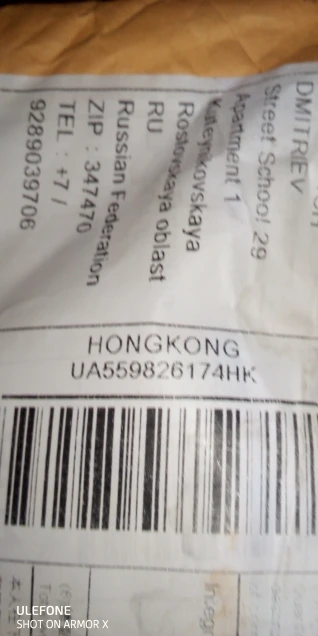 DMITRIEV
Street School 29
Apartment 1
Kuteynikovskaya
Rostovskaya oblast
RU
Russian Federation
ZIP : 347470
TEL : +7 /
9289039706
HONGKONG
UA559826174HK
ULEFONE
SHOT ON ARMOR X